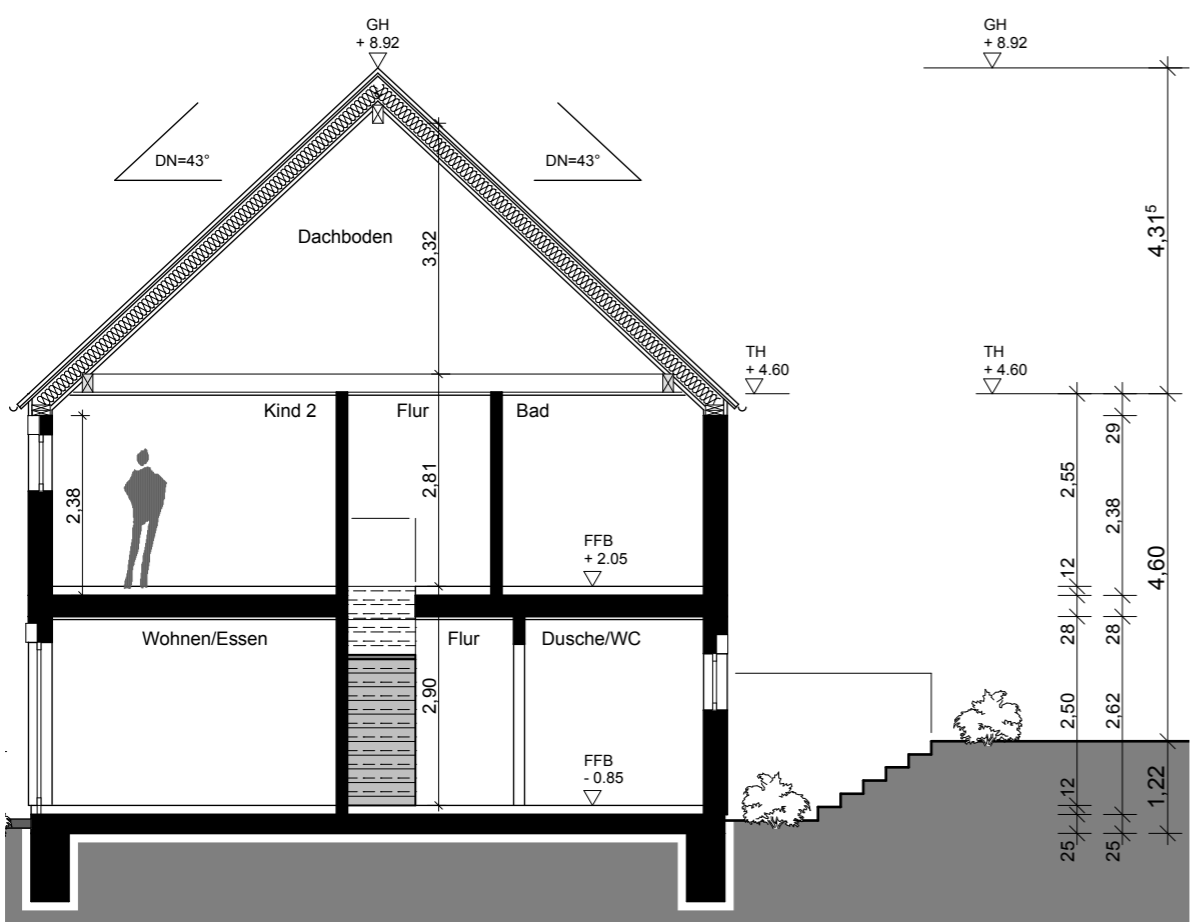 GH
+ 8.92
GH
+ 8.92
DN=43°
DN=43°
Dachboden
3,32
4,31⁵
TH
+ 4.60
TH
+ 4.60
Kind 2
Flur
Bad
2,38
2,81
FFB
+ 2.05
2,55
29
2,38
4,60
12
28
28
Wohnen/Essen
Flur
Dusche/WC
2,90
2,50
2,62
FFB
- 0.85
12
1,22
25
25